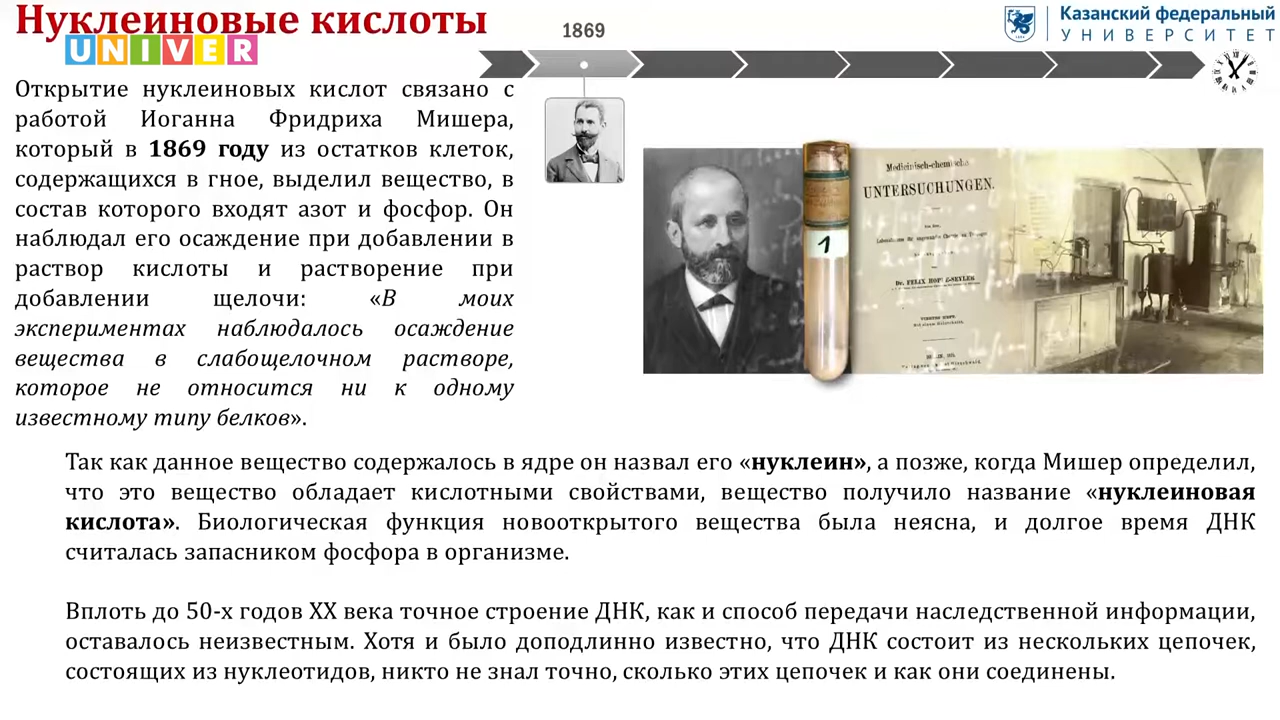 Нуклеиновые кислоты
UNIVER
1869
Казанский федеральный
УНИВЕРСИТЕТ
Открытие нуклеиновых кислот связано с
работой Иоганна Фридриха Мишера,
который в 1869 году из остатков клеток,
содержащихся в гное, выделил вещество, в
состав которого входят азот и фосфор. Он
наблюдал его осаждение при добавлении в
раствор кислоты и растворение при
добавлении щелочи: «В моих
экспериментах наблюдалось осаждение
вещества в слабощелочном растворе,
которое не относится ни к одному
известному типу белков».
1
Medicinisch-chemische
UNTERSUCHUNGEN.
Dr. FELIX
Так как данное вещество содержалось в ядре он назвал его «нуклеин», а позже, когда Мишер определил,
что это вещество обладает кислотными свойствами, вещество получило название «нуклеиновая
кислота». Биологическая функция новооткрытого вещества была неясна, и долгое время ДНК
считалась запасником фосфора в организме.
Вплоть до 50-х годов XX века точное строение ДНК, как и способ передачи наследственной информации,
оставалось неизвестным. Хотя и было доподлинно известно, что ДНК состоит из нескольких цепочек,
состоящих из нуклеотидов, никто не знал точно, сколько этих цепочек и как они соединены.